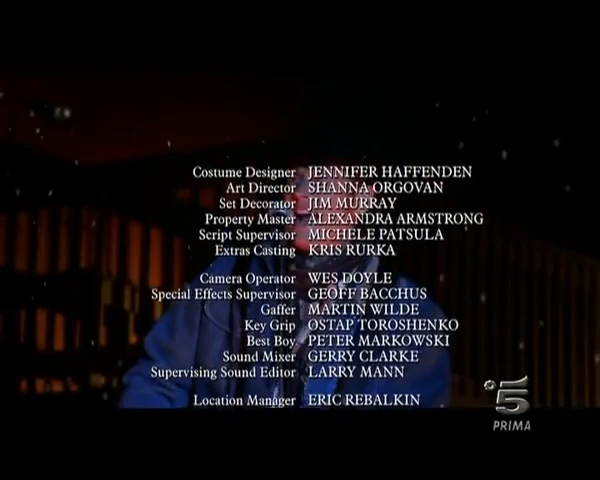 Costume Designer JENNIFER HAFFENDEN
Art Director SHANNA ORGOVAN
Set Decorator JIM MURRAY
Property Master ALEXANDRA ARMSTRONG
Script Supervisor MICHELE PATSULA
Extras Casting KRIS RURKA
Camera Operator WES DOYLE
Special Effects Supervisor GEOFF BACCHUS
Gaffer MARTIN WILDE
Key Grip OSTAP TOROSHENKO
Best Boy PETER MARKOWSKI
Sound Mixer GERRY CLARKE
Supervising Sound Editor LARRY MANN
Location Manager ERIC REBALKIN
5
PRIMA